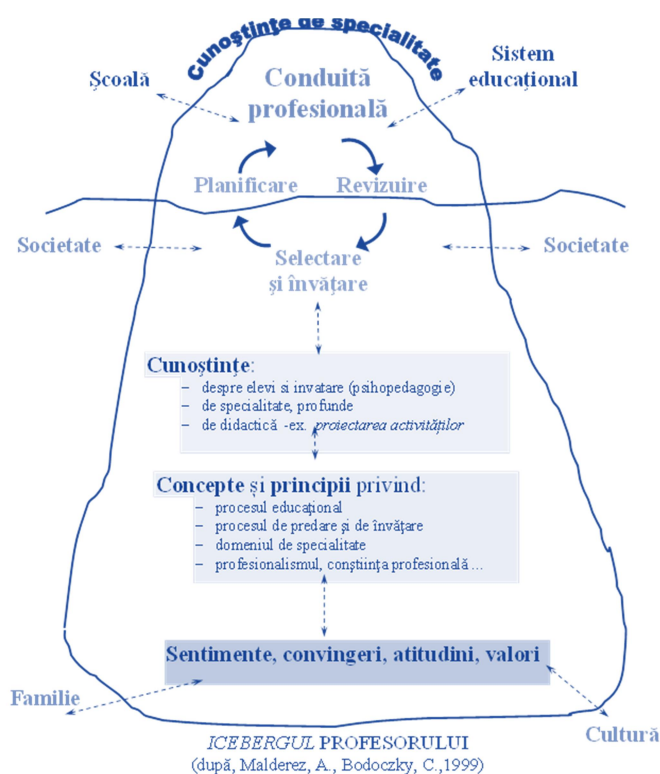 Cunoştinţe de specialitate
Şcoală
Sistem
educaţional
Conduită
profesională
Planificare
Revizuire
Societate
Societate
Selectare
şi învăţare
Cunoştinţe:
– despre elevi si invatare (psihopedagogie)
– de specialitate, profunde
– de didactică -ex. proiectarea activităţilor
Concepte şi principii privind:
– procesul educaţional
– procesul de predare şi de învăţare
– domeniul de specialitate
– profesionalismul, conştiinţa profesională ...
Sentimente, convingeri, atitudini, valori
Familie
Cultură
ICEBERGUL PROFESORULUI
(după, Malderez, A., Bodoczky, C.,1999)